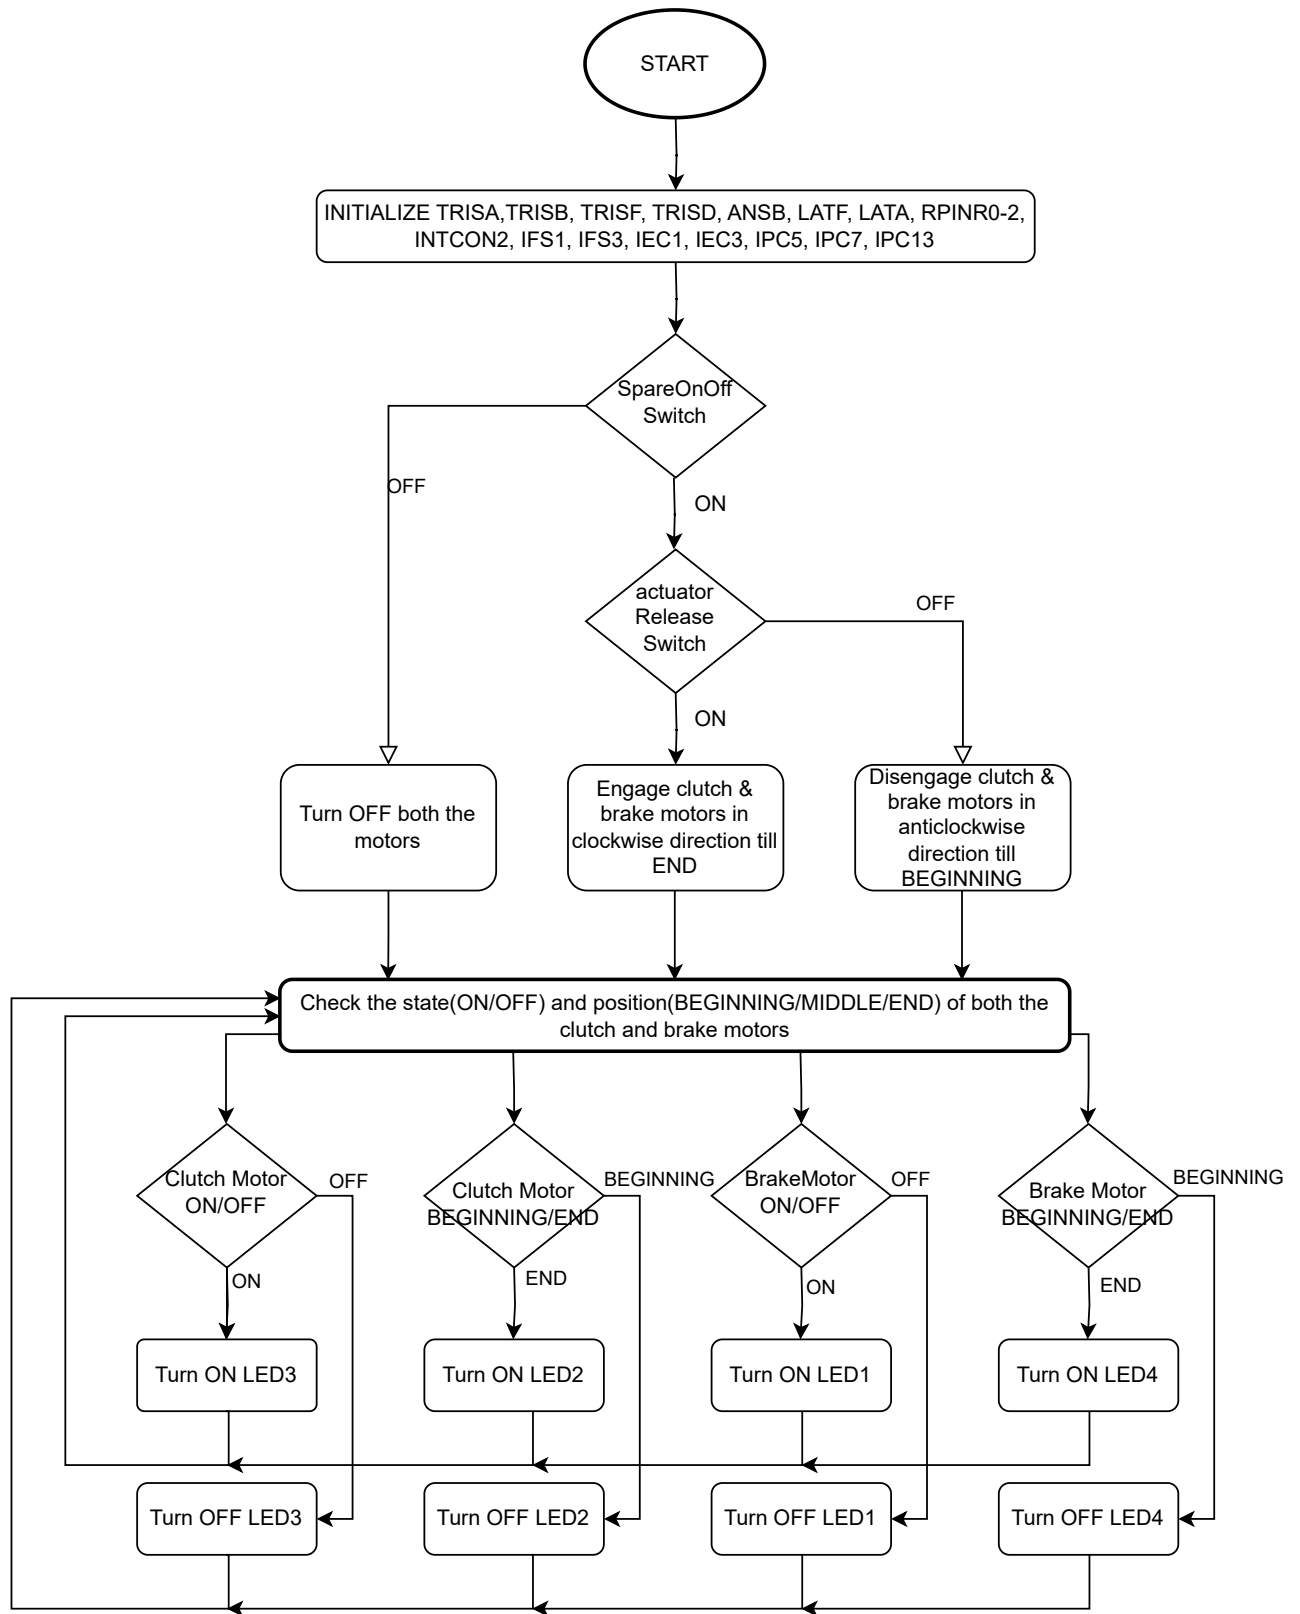 START
INITIALIZE TRISA,TRISB, TRISF, TRISD, ANSB, LATF, LATA, RPINR0-2,
INTCON2, IFS1, IFS3, IEC1, IEC3, IPC5, IPC7, IPC13
SpareOnOff
Switch
OFF
ON
actuator
Release
Switch
OFF
ON
Turn OFF both the
motors
Engage clutch &
brake motors in
clockwise direction till
END
Disengage clutch &
brake motors in
anticlockwise
direction till
BEGINNING
Check the state(ON/OFF) and position(BEGINNING/MIDDLE/END) of both the
clutch and brake motors
Clutch Motor
ON/OFF
OFF
ON
Clutch Motor
BEGINNING/END
BEGINNING
END
BrakeMotor
ON/OFF
OFF
ON
Brake Motor
BEGINNING/END
BEGINNING
END
Turn ON LED3
Turn ON LED2
Turn ON LED1
Turn ON LED4
Turn OFF LED3
Turn OFF LED2
Turn OFF LED1
Turn OFF LED4